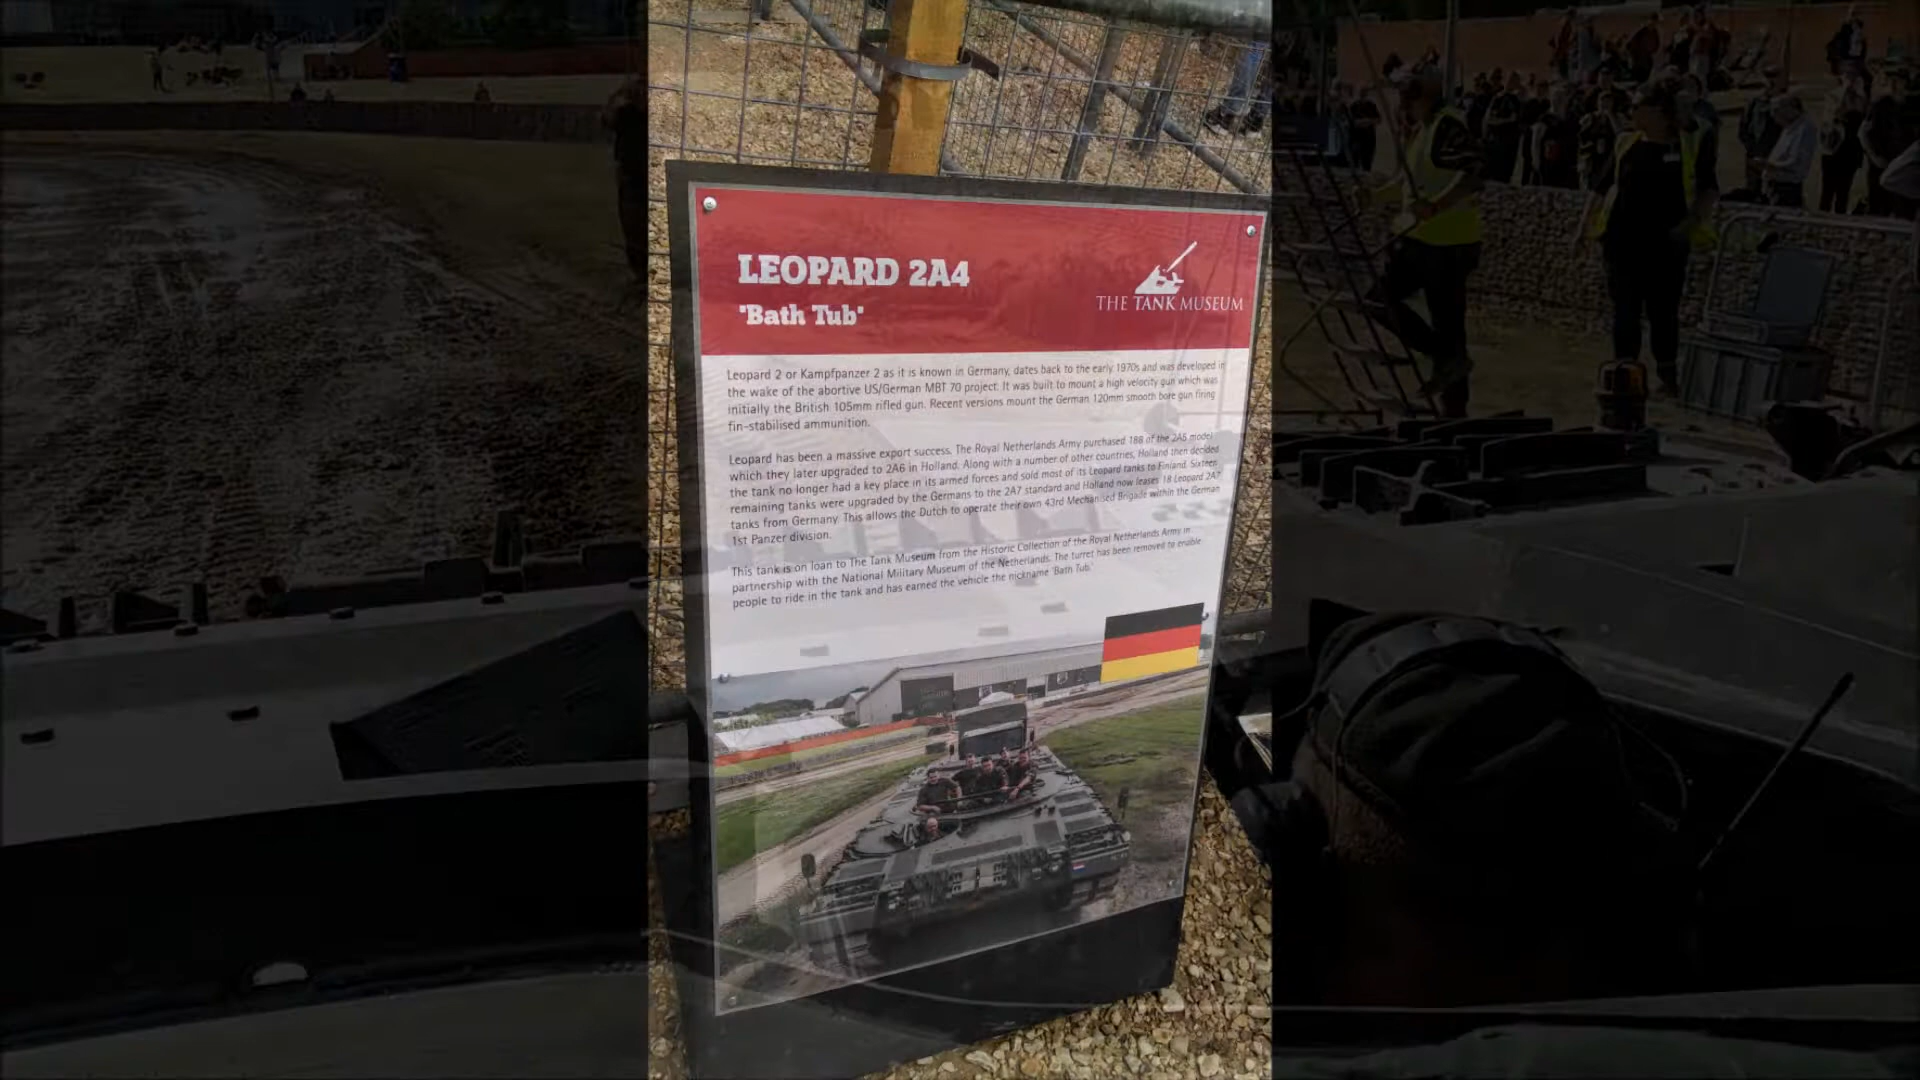 LEOPARD 2A4
'Bath Tub'
THE TANK MUSEUM
Leopard 2 or Kampfpanzer 2 as it is known in Germany, dates back to the early 1970s and was developed in
the wake of the abortive US/German MBT 70 project. It was built to mount a high velocity gun which was
initially the British 105mm rifled gun. Recent versions mount the German 120mm smooth bore gun firing
fin-stabilised ammunition.
Leopard has been a massive export success. The Royal Netherlands Army purchased 188 of the 2A5 model
which they later upgraded to 2A6 in Holland. Along with a number of other countries, Holland then decided
the tank no longer had a key place in its armed forces and sold most of its Leopard tanks to Finland. Sixteen
remaining tanks were upgraded by the Germans to the 2A7 standard and Holland now leases 18 Leopard 2A7
tanks from Germany. This allows the Dutch to operate their own 43rd Mechanised Brigade within the German
1st Panzer division.
This tank is on loan to The Tank Museum from the Historic Collection of the Royal Netherlands Army in
partnership with the National Military Museum of the Netherlands. The turret has been removed to enable
people to ride in the tank and has earned the vehicle the nickname 'Bath Tub.'